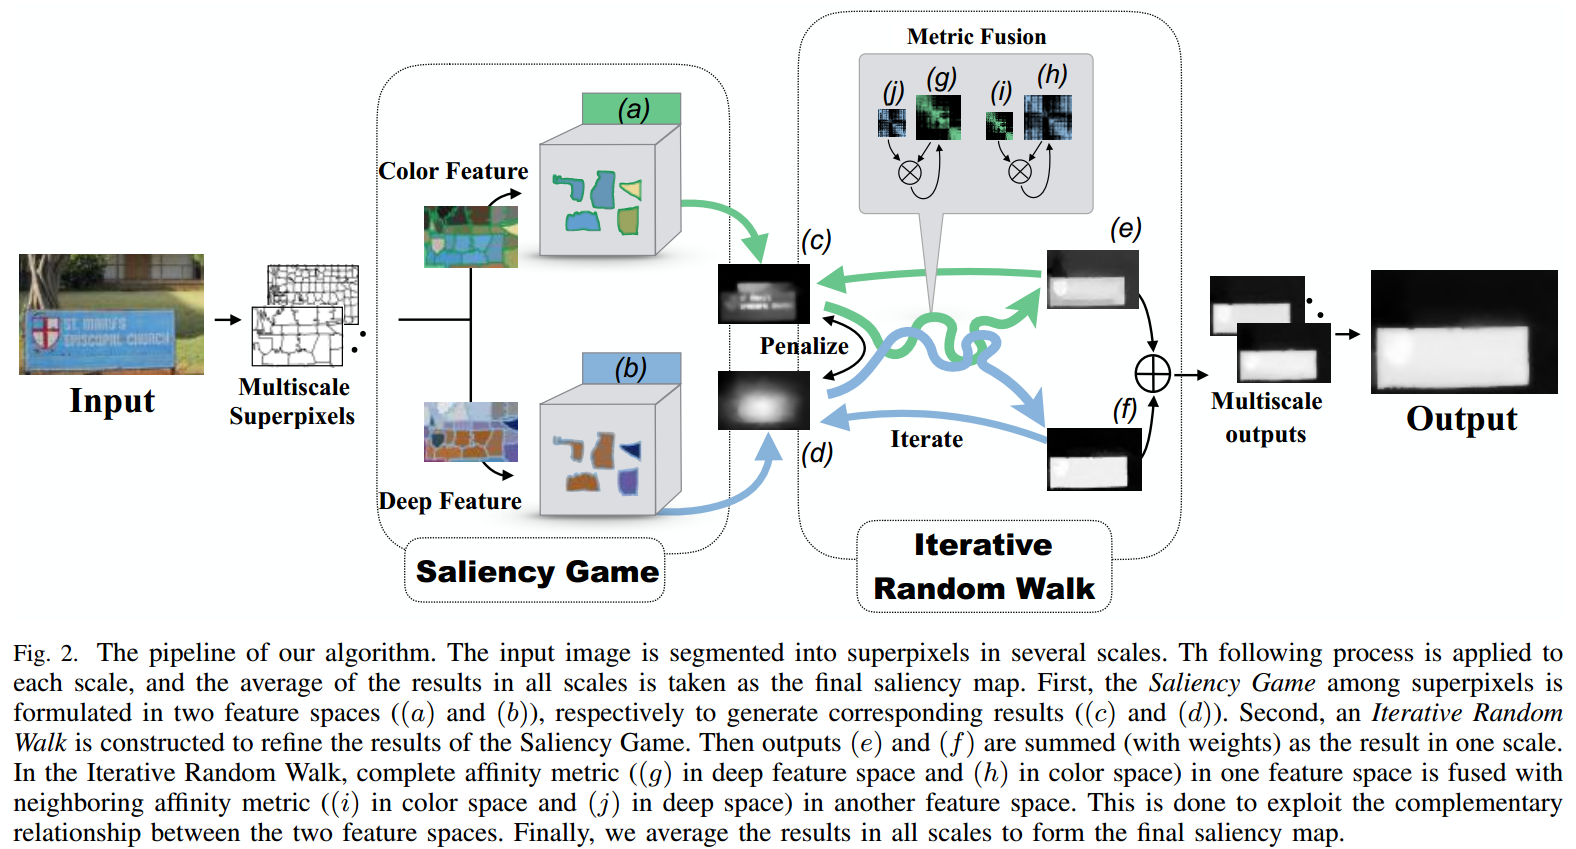 Metric Fusion
(j) (g) (i) (h)
(a)
Color Feature
(c)
(e)
ST. MARY'S
EPISCOPAL CHURCH
Input
Multiscale
Superpixels
Penalize
(b)
(f)
Multiscale
outputs
Output
Iterate
(d)
Deep Feature
Saliency Game
Iterative
Random Walk
Fig. 2. The pipeline of our algorithm. The input image is segmented into superpixels in several scales. Th following process is applied to
each scale, and the average of the results in all scales is taken as the final saliency map. First, the Saliency Game among superpixels is
formulated in two feature spaces ((a) and (b)), respectively to generate corresponding results ((c) and (d)). Second, an Iterative Random
Walk is constructed to refine the results of the Saliency Game. Then outputs (e) and (f) are summed (with weights) as the result in one scale.
In the Iterative Random Walk, complete affinity metric ((g) in deep feature space and (h) in color space) in one feature space is fused with
neighboring affinity metric ((i) in color space and (j) in deep space) in another feature space. This is done to exploit the complementary
relationship between the two feature spaces. Finally, we average the results in all scales to form the final saliency map.